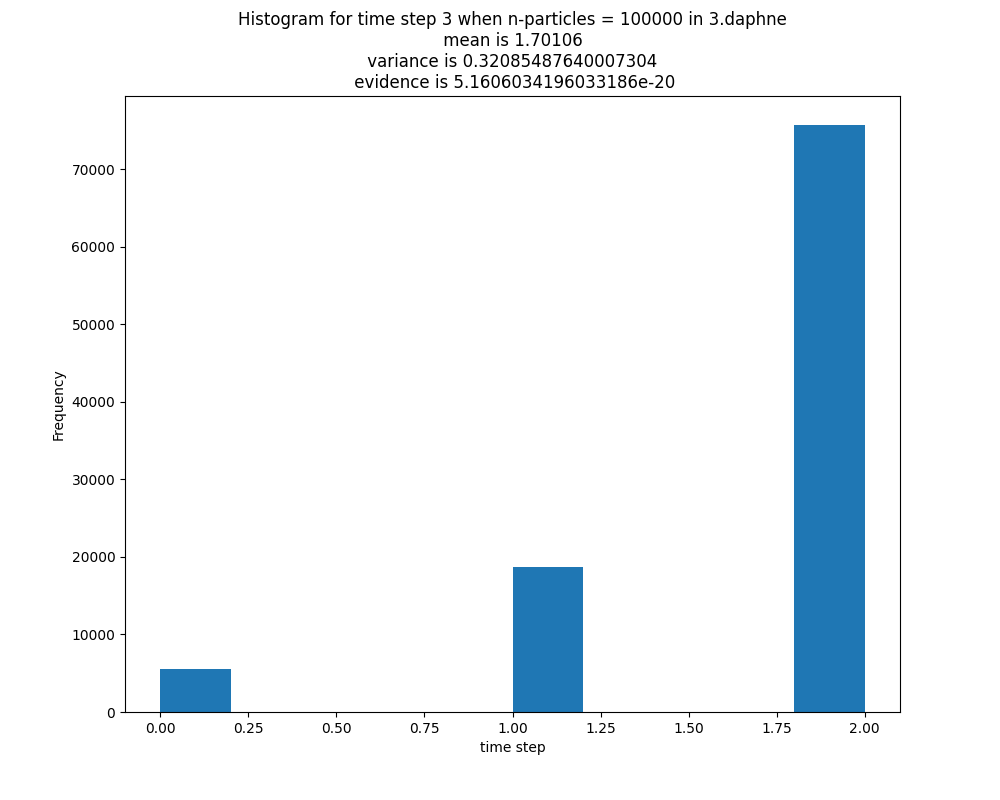 Histogram for time step 3 when n-particles = 100000 in 3.daphne
mean is 1.70106
variance is 0.32085487640007304
evidence is 5.1606034196033186e-20
70000
60000
50000
40000
30000
20000
10000
0
Frequency
0.00 0.25 0.50 0.75 1.00 1.25 1.50 1.75 2.00
time step